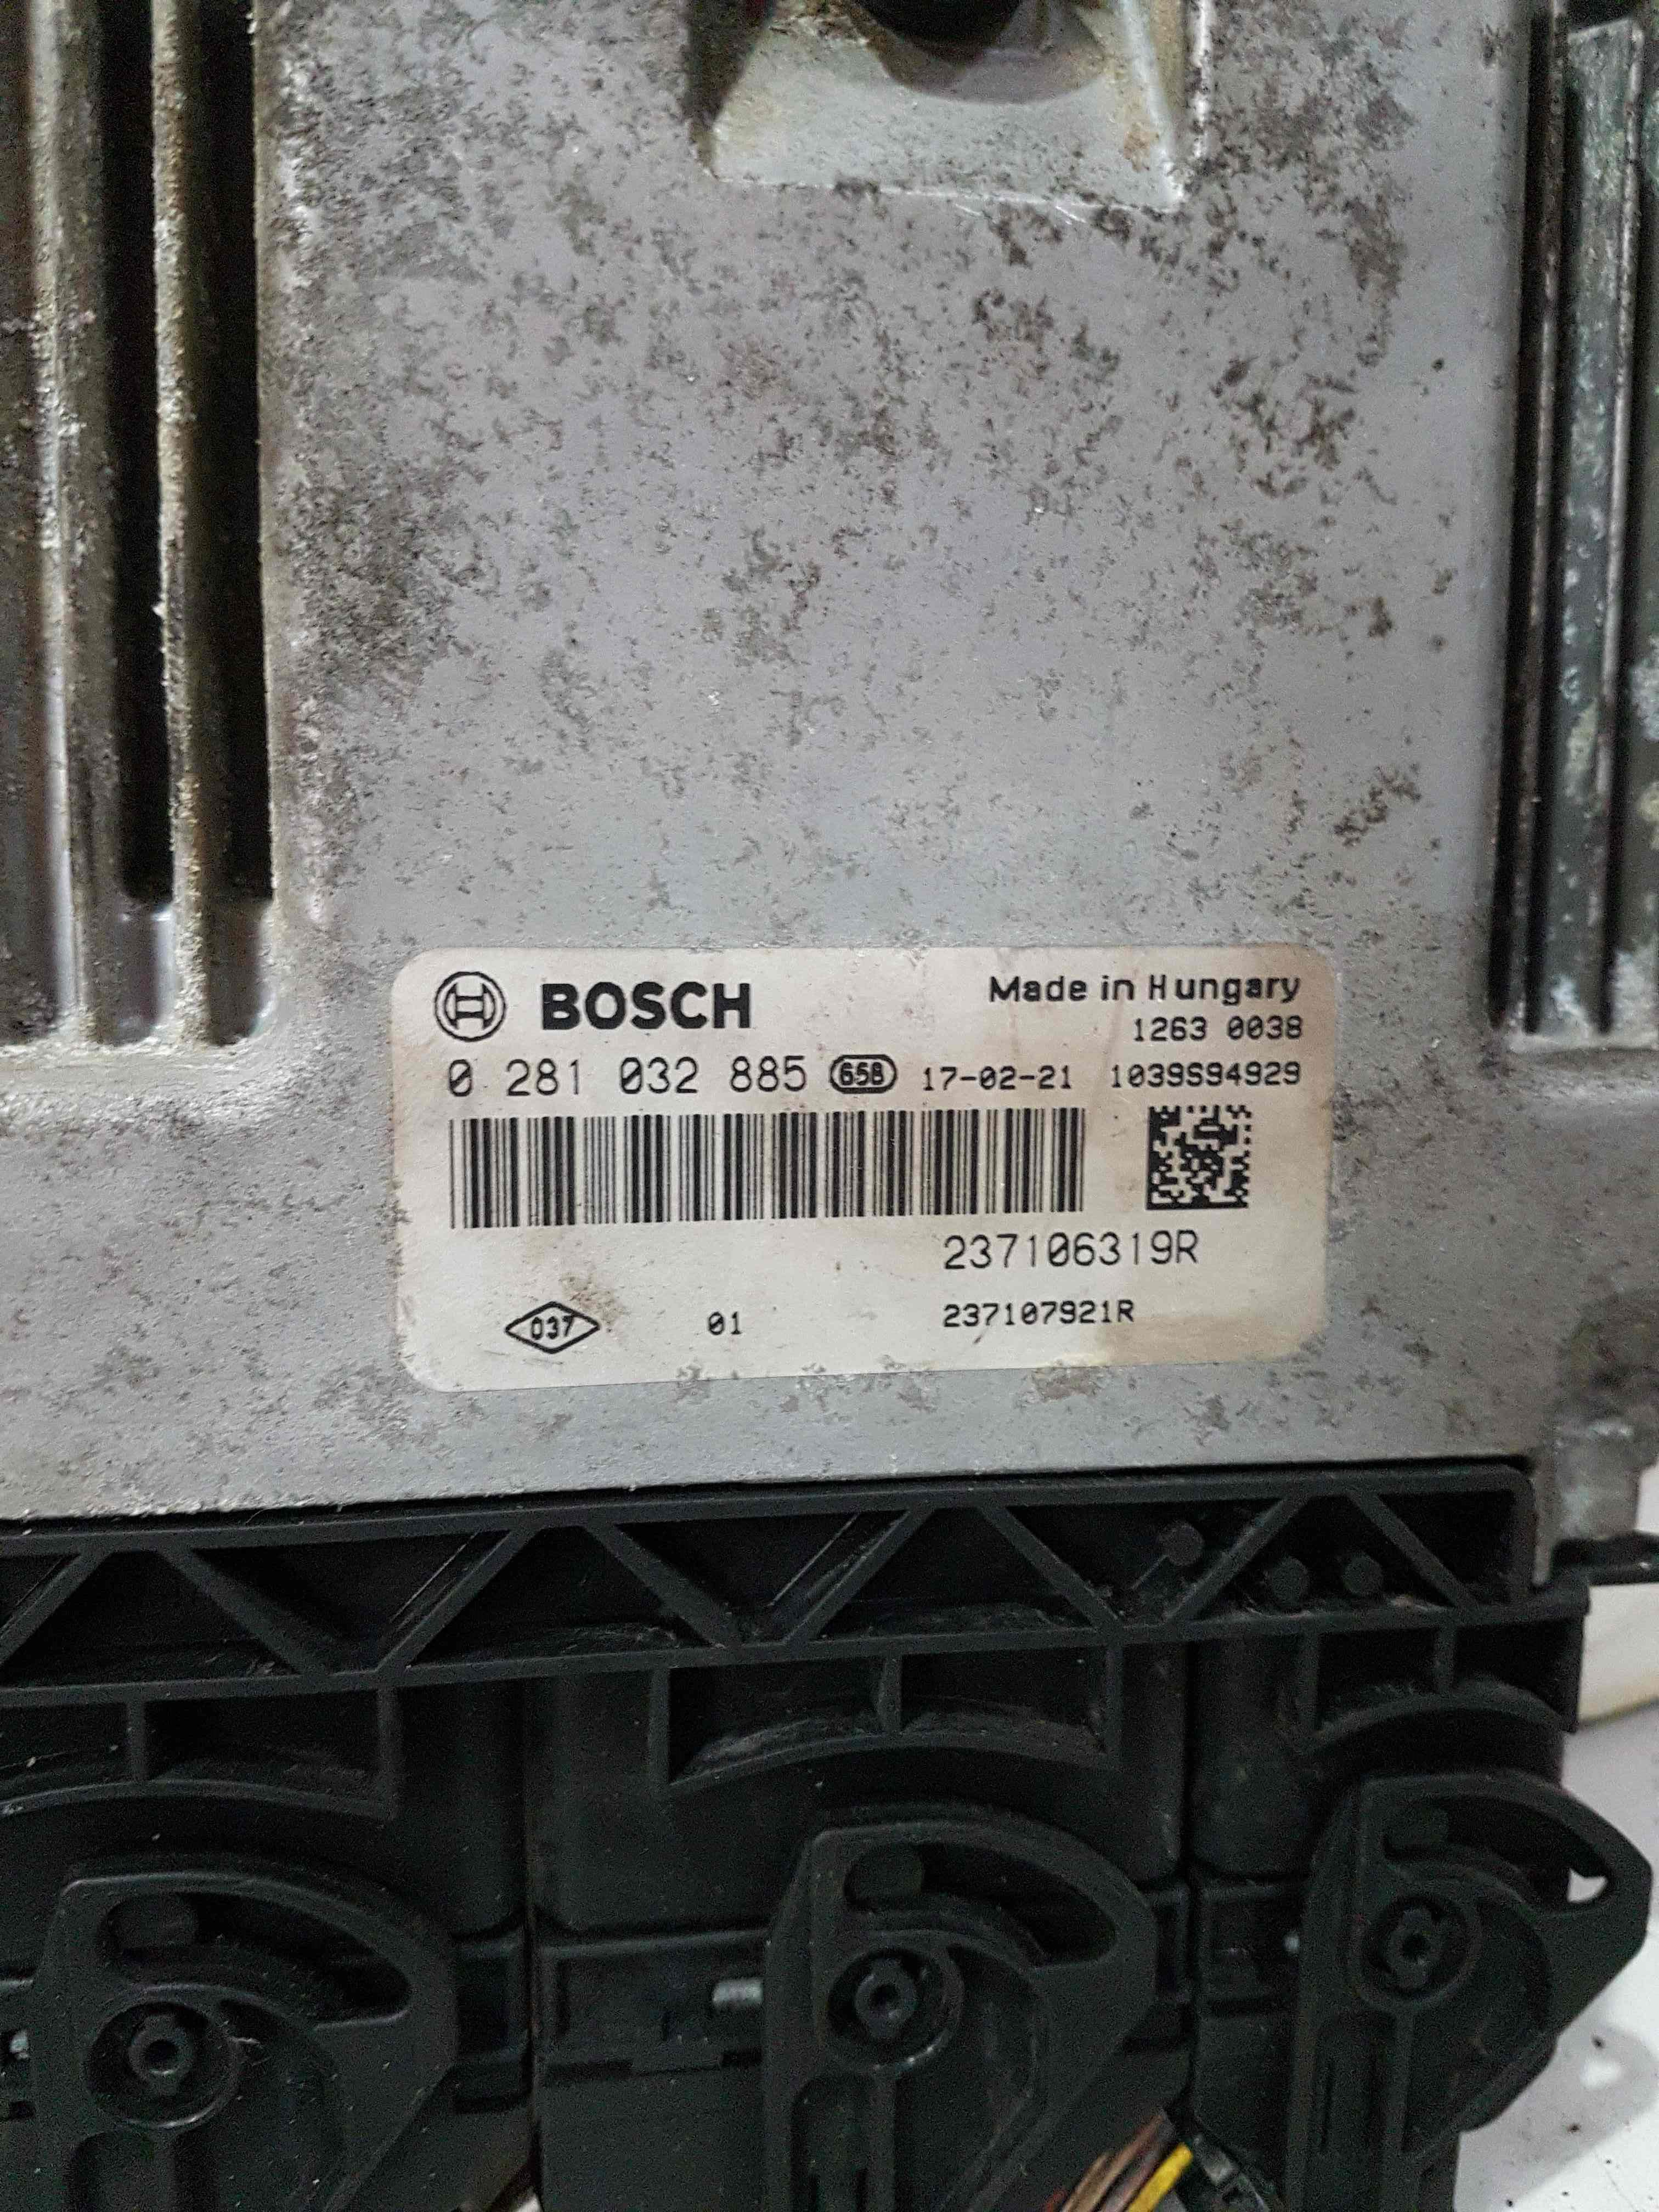 BOSCH
Made in Hungary
1263 0038
0 281 032 885 658 17-02-21 1039S94929
237106319R
037 01 237107921R